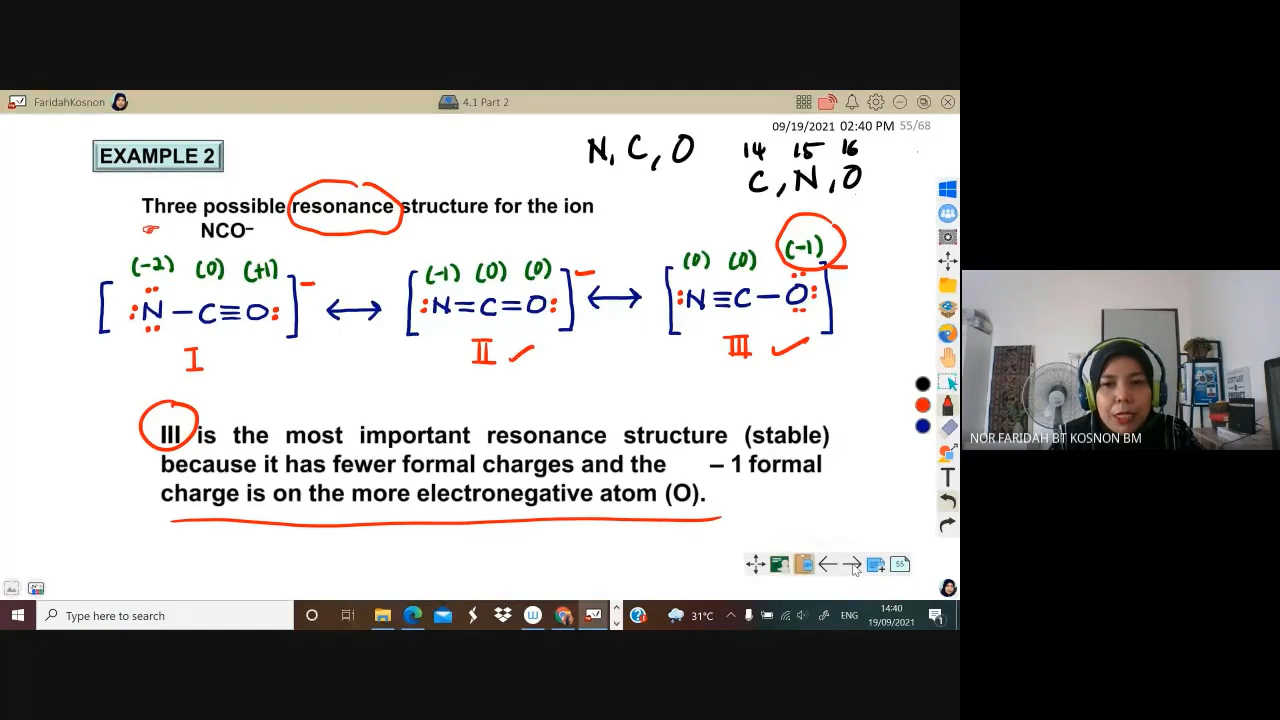 FaridahKosnon
4.1 Part 2
09/19/2021 02:40 PM 55/68
EXAMPLE 2
N, C, O
14 15 16
C, N, O
Three possible resonance structure for the ion
NCO−
(-2) (0) (+1)
(-1) (0) (0)
(0) (0) (-1)
[:N−C≡O:]− ↔ [:N=C=O:]− ↔ [:N≡C−O:]−
I
II ✓
III ✓
III is the most important resonance structure (stable)
because it has fewer formal charges and the – 1 formal
charge is on the more electronegative atom (O).
NOR FARIDAH BT KOSNON BM
T
55
Type here to search
31°C
ENG
14:40
19/09/2021